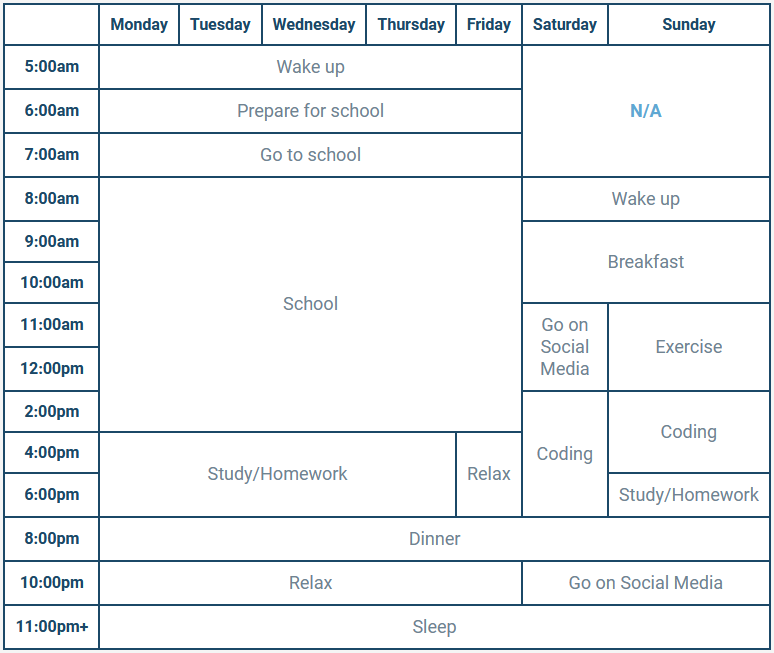 Monday Tuesday Wednesday Thursday Friday Saturday Sunday
5:00am Wake up
N/A
6:00am Prepare for school
7:00am Go to school
8:00am Wake up
School
9:00am
Breakfast
10:00am
11:00am
Go on
Social
Media
Exercise
12:00pm
2:00pm
Coding
Coding
4:00pm
Study/Homework
Relax
6:00pm
Study/Homework
8:00pm Dinner
10:00pm Relax Go on Social Media
11:00pm+ Sleep